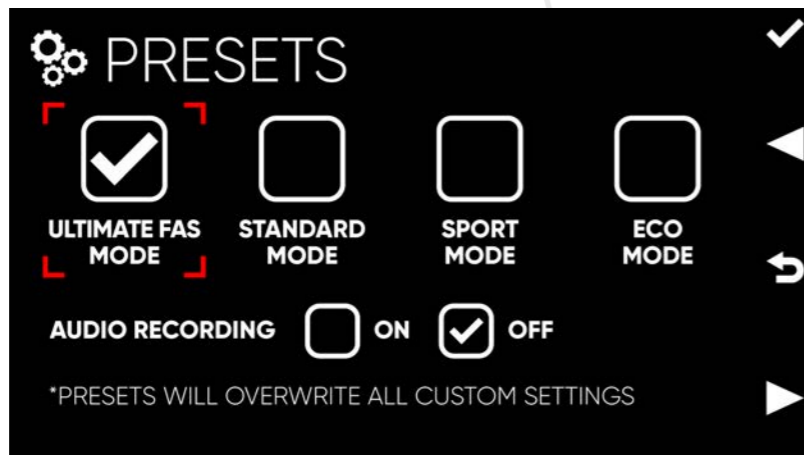 PRESETS
ULTIMATE FAS
MODE
STANDARD
MODE
SPORT
MODE
ECO
MODE
AUDIO RECORDING ON OFF
*PRESETS WILL OVERWRITE ALL CUSTOM SETTINGS